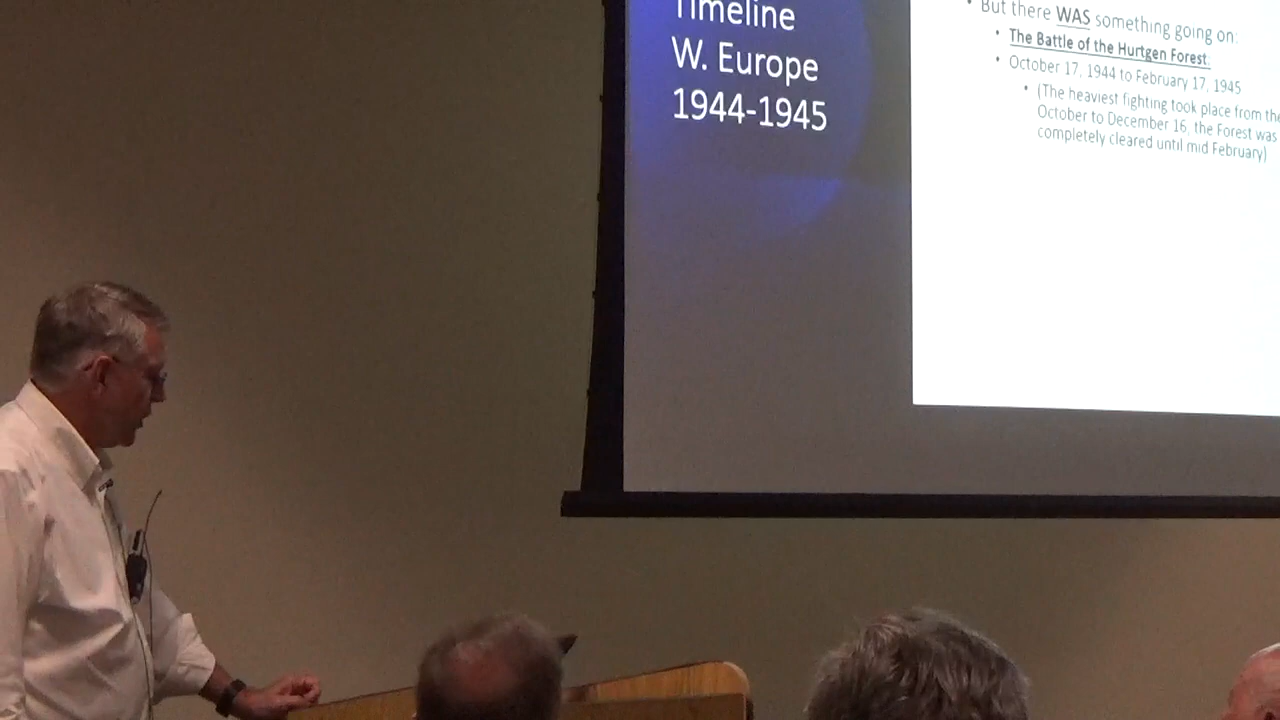 Timeline
W. Europe
1944-1945
• But there WAS something going on:
• The Battle of the Hurtgen Forest:
• October 17, 1944 to February 17, 1945
• (The heaviest fighting took place from the
October to December 16, the Forest was
completely cleared until mid February)